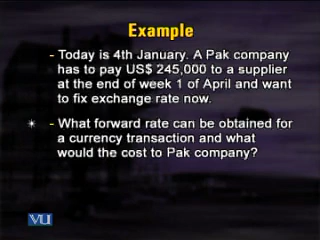 Example
- Today is 4th January. A Pak company
has to pay US$ 245,000 to a supplier
at the end of week 1 of April and want
to fix exchange rate now.
- What forward rate can be obtained for
a currency transaction and what
would the cost to Pak company?
VU